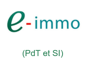 e-immo
(PdT et SI)